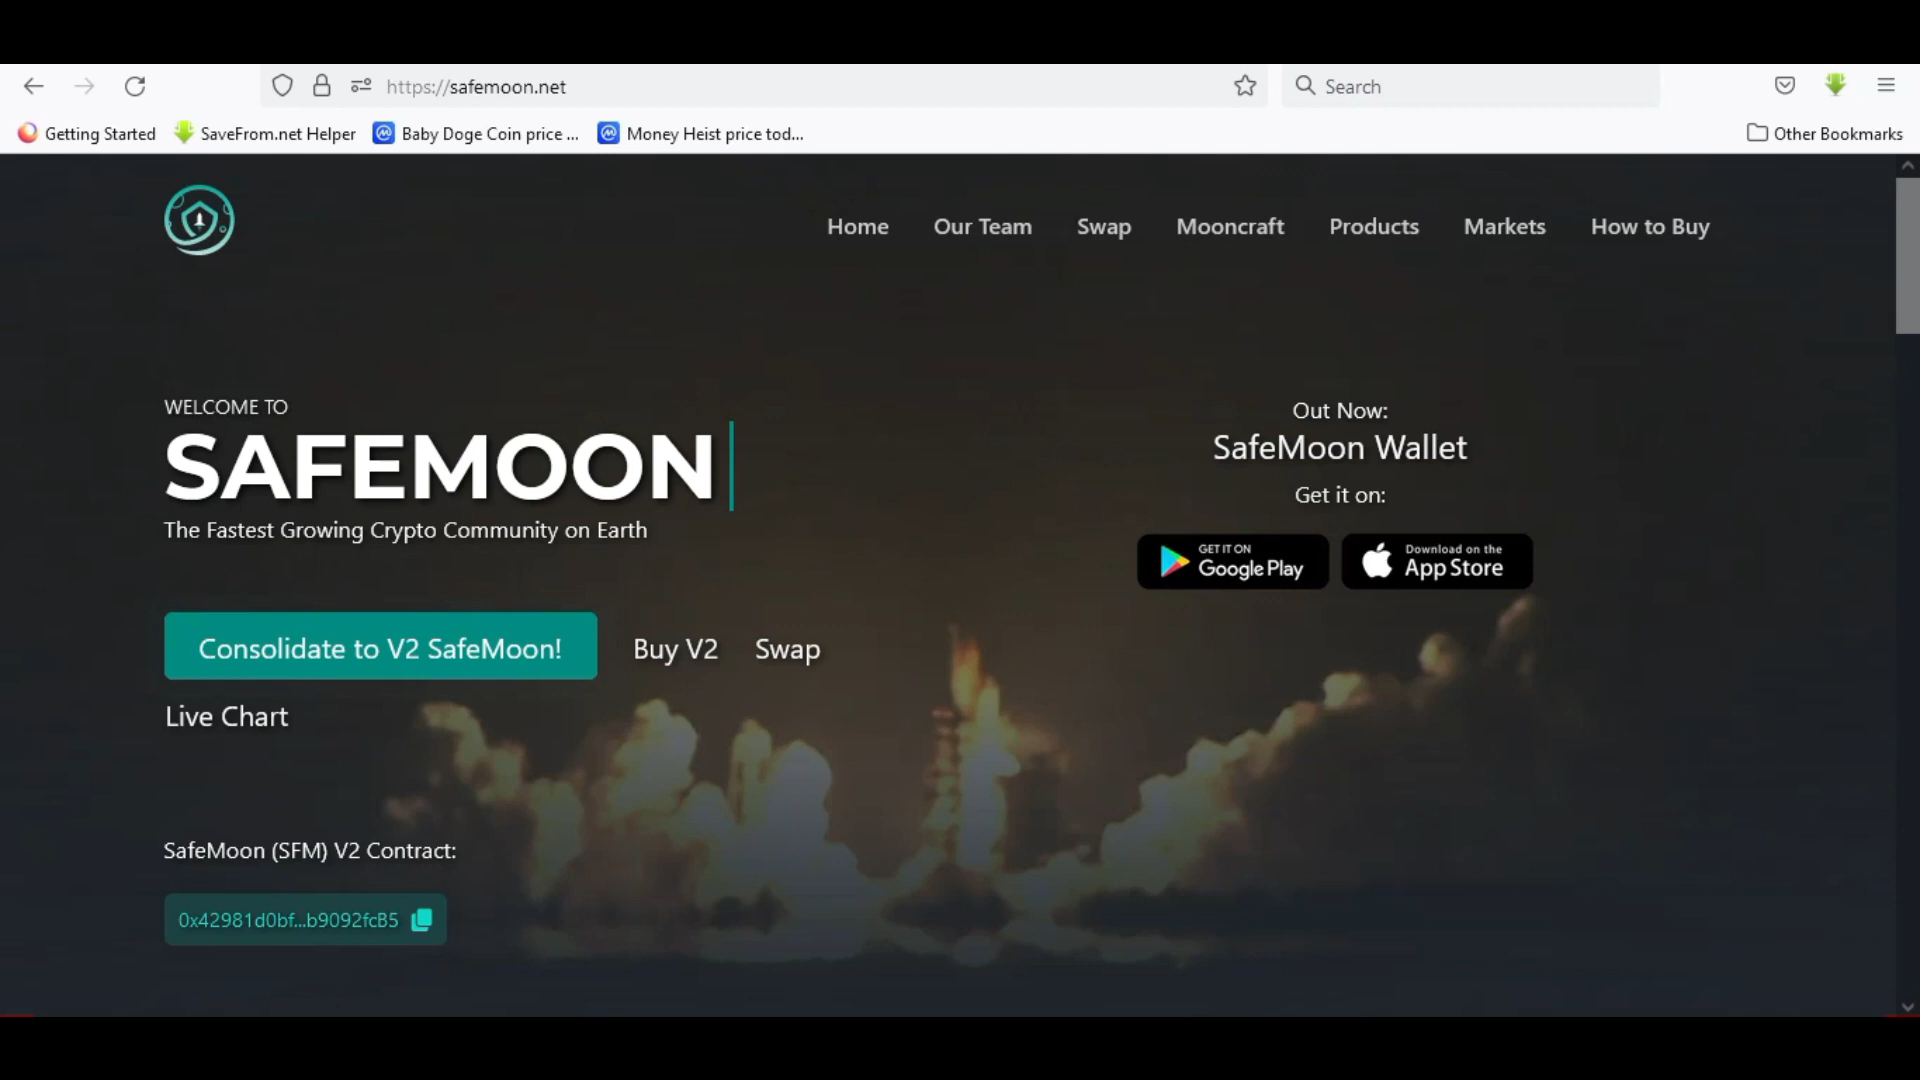 https://safemoon.net
Search
Getting Started
SaveFrom.net Helper
Baby Doge Coin price ...
Money Heist price tod...
Other Bookmarks
Home
Our Team
Swap
Mooncraft
Products
Markets
How to Buy
WELCOME TO
SAFEMOON
The Fastest Growing Crypto Community on Earth
Out Now:
SafeMoon Wallet
Get it on:
GET IT ON
Google Play
Download on the
App Store
Consolidate to V2 SafeMoon!
Buy V2
Swap
Live Chart
SafeMoon (SFM) V2 Contract:
0x42981d0bf...b9092fcB5